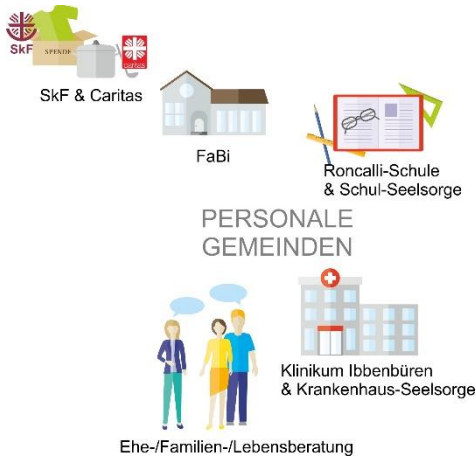 SkF
SPENDE
caritas
SkF & Caritas
FaBi
Roncalli-Schule
& Schul-Seelsorge
PERSONALE
GEMEINDEN
Klinikum Ibbenbüren
& Krankenhaus-Seelsorge
Ehe-/Familien-/Lebensberatung